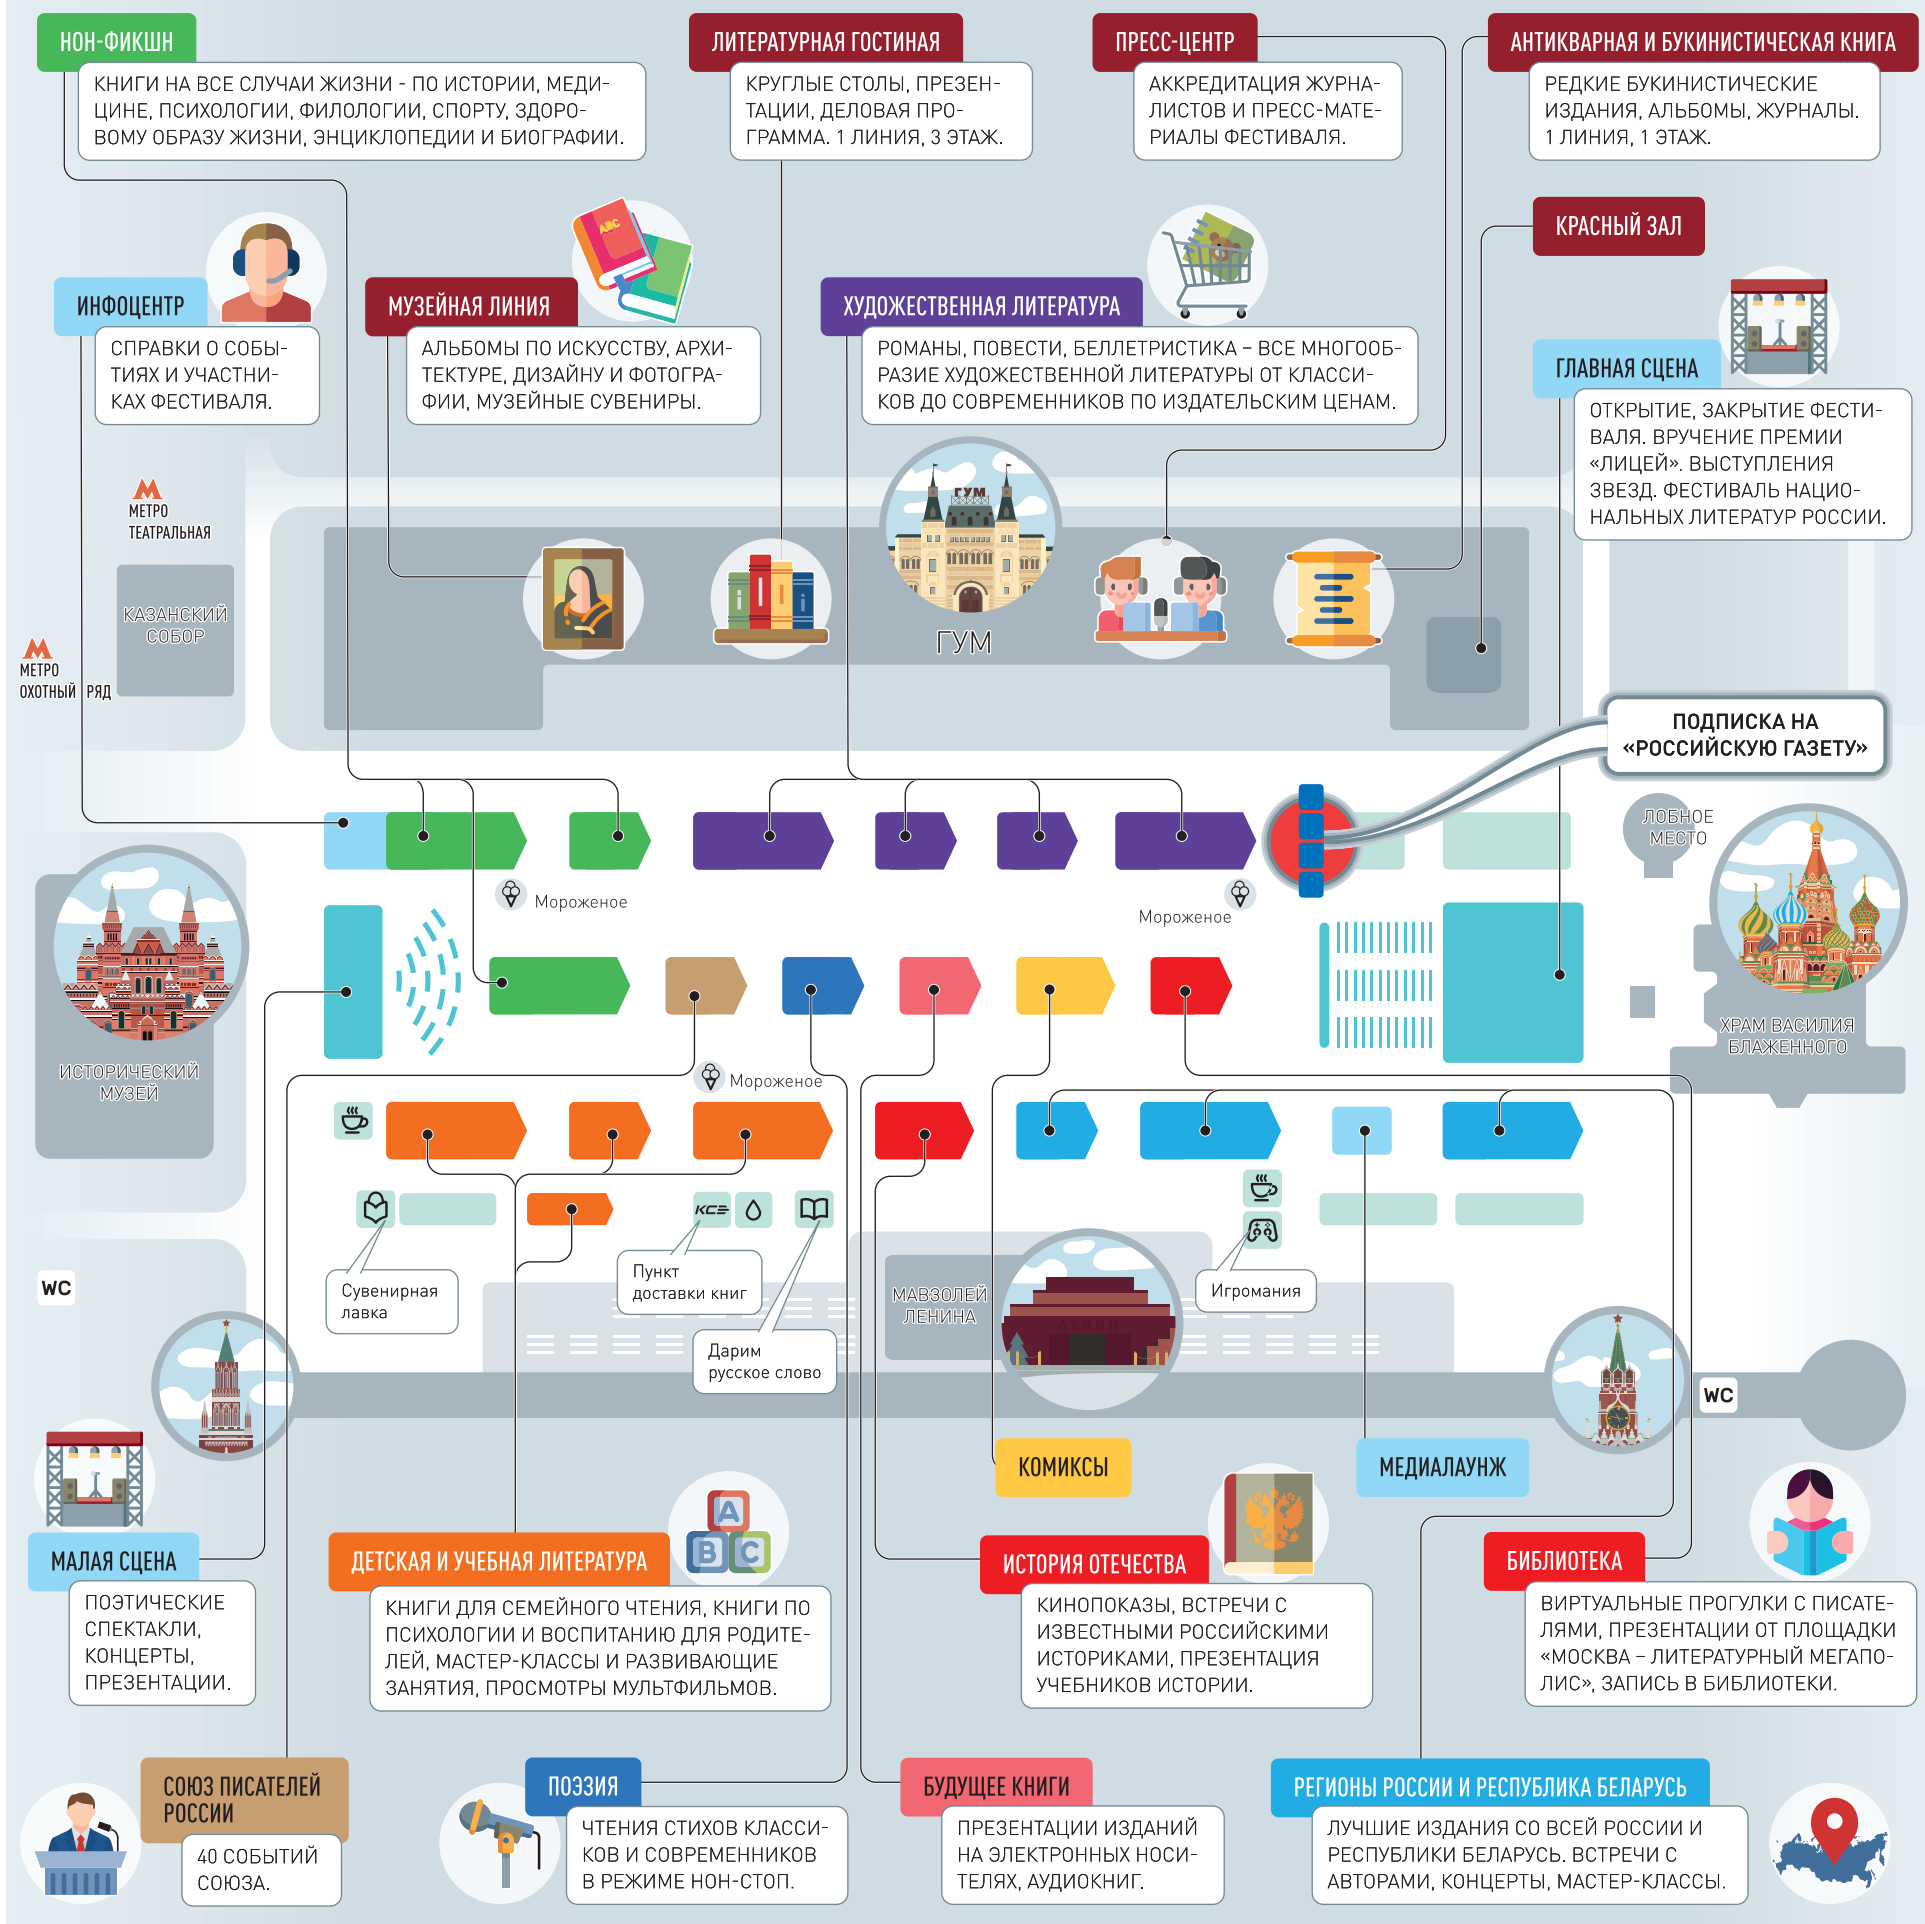 НОН-ФИКШН
КНИГИ НА ВСЕ СЛУЧАИ ЖИЗНИ - ПО ИСТОРИИ, МЕДИ-
ЦИНЕ, ПСИХОЛОГИИ, ФИЛОЛОГИИ, СПОРТУ, ЗДОРО-
ВОМУ ОБРАЗУ ЖИЗНИ, ЭНЦИКЛОПЕДИИ И БИОГРАФИИ.
ЛИТЕРАТУРНАЯ ГОСТИНАЯ
КРУГЛЫЕ СТОЛЫ, ПРЕЗЕН-
ТАЦИИ, ДЕЛОВАЯ ПРО-
ГРАММА. 1 ЛИНИЯ, 3 ЭТАЖ.
ПРЕСС-ЦЕНТР
АККРЕДИТАЦИЯ ЖУРНА-
ЛИСТОВ И ПРЕСС-МАТЕ-
РИАЛЫ ФЕСТИВАЛЯ.
АНТИКВАРНАЯ И БУКИНИСТИЧЕСКАЯ КНИГА
РЕДКИЕ БУКИНИСТИЧЕСКИЕ
ИЗДАНИЯ, АЛЬБОМЫ, ЖУРНАЛЫ.
1 ЛИНИЯ, 1 ЭТАЖ.
КРАСНЫЙ ЗАЛ
ИНФОЦЕНТР
СПРАВКИ О СОБЫ-
ТИЯХ И УЧАСТНИ-
КАХ ФЕСТИВАЛЯ.
ABC
МУЗЕЙНАЯ ЛИНИЯ
АЛЬБОМЫ ПО ИСКУССТВУ, АРХИ-
ТЕКТУРЕ, ДИЗАЙНУ И ФОТОГРА-
ФИИ, МУЗЕЙНЫЕ СУВЕНИРЫ.
ХУДОЖЕСТВЕННАЯ ЛИТЕРАТУРА
РОМАНЫ, ПОВЕСТИ, БЕЛЛЕТРИСТИКА – ВСЕ МНОГООБ-
РАЗИЕ ХУДОЖЕСТВЕННОЙ ЛИТЕРАТУРЫ ОТ КЛАССИ-
КОВ ДО СОВРЕМЕННИКОВ ПО ИЗДАТЕЛЬСКИМ ЦЕНАМ.
ГЛАВНАЯ СЦЕНА
ОТКРЫТИЕ, ЗАКРЫТИЕ ФЕСТИ-
ВАЛЯ. ВРУЧЕНИЕ ПРЕМИИ
«ЛИЦЕЙ». ВЫСТУПЛЕНИЯ
ЗВЕЗД. ФЕСТИВАЛЬ НАЦИО-
НАЛЬНЫХ ЛИТЕРАТУР РОССИИ.
М
МЕТРО
ТЕАТРАЛЬНАЯ
КАЗАНСКИЙ
СОБОР
М
МЕТРО
ОХОТНЫЙ РЯД
ГУМ
ГУМ
ПОДПИСКА НА
«РОССИЙСКУЮ ГАЗЕТУ»
ЛОБНОЕ
МЕСТО
Мороженое
Мороженое
ИСТОРИЧЕСКИЙ
МУЗЕЙ
ХРАМ ВАСИЛИЯ
БЛАЖЕННОГО
Мороженое
КСЭ
Сувенирная
лавка
Пункт
доставки книг
Дарим
русское слово
МАВЗОЛЕЙ
ЛЕНИНА
ЛЕНИН
Игромания
WC
WC
КОМИКСЫ
МЕДИАЛАУНЖ
МАЛАЯ СЦЕНА
ПОЭТИЧЕСКИЕ
СПЕКТАКЛИ,
КОНЦЕРТЫ,
ПРЕЗЕНТАЦИИ.
A
B C
ДЕТСКАЯ И УЧЕБНАЯ ЛИТЕРАТУРА
КНИГИ ДЛЯ СЕМЕЙНОГО ЧТЕНИЯ, КНИГИ ПО
ПСИХОЛОГИИ И ВОСПИТАНИЮ ДЛЯ РОДИТЕ-
ЛЕЙ, МАСТЕР-КЛАССЫ И РАЗВИВАЮЩИЕ
ЗАНЯТИЯ, ПРОСМОТРЫ МУЛЬТФИЛЬМОВ.
ИСТОРИЯ ОТЕЧЕСТВА
КИНОПОКАЗЫ, ВСТРЕЧИ С
ИЗВЕСТНЫМИ РОССИЙСКИМИ
ИСТОРИКАМИ, ПРЕЗЕНТАЦИЯ
УЧЕБНИКОВ ИСТОРИИ.
БИБЛИОТЕКА
ВИРТУАЛЬНЫЕ ПРОГУЛКИ С ПИСАТЕ-
ЛЯМИ, ПРЕЗЕНТАЦИИ ОТ ПЛОЩАДКИ
«МОСКВА – ЛИТЕРАТУРНЫЙ МЕГАПО-
ЛИС», ЗАПИСЬ В БИБЛИОТЕКИ.
СОЮЗ ПИСАТЕЛЕЙ
РОССИИ
40 СОБЫТИЙ
СОЮЗА.
ПОЭЗИЯ
ЧТЕНИЯ СТИХОВ КЛАССИ-
КОВ И СОВРЕМЕННИКОВ
В РЕЖИМЕ НОН-СТОП.
БУДУЩЕЕ КНИГИ
ПРЕЗЕНТАЦИИ ИЗДАНИЙ
НА ЭЛЕКТРОННЫХ НОСИ-
ТЕЛЯХ, АУДИОКНИГ.
РЕГИОНЫ РОССИИ И РЕСПУБЛИКА БЕЛАРУСЬ
ЛУЧШИЕ ИЗДАНИЯ СО ВСЕЙ РОССИИ И
РЕСПУБЛИКИ БЕЛАРУСЬ. ВСТРЕЧИ С
АВТОРАМИ, КОНЦЕРТЫ, МАСТЕР-КЛАССЫ.